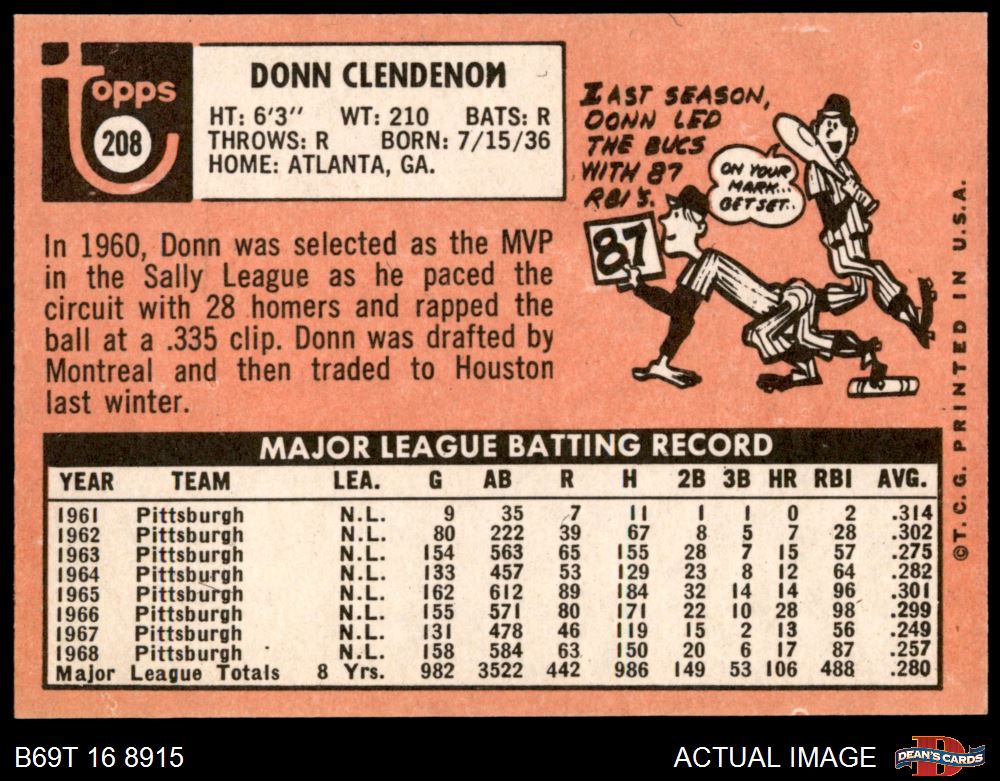 Topps
208
DONN CLENDENON
HT: 6'3" WT: 210 BATS: R
THROWS: R BORN: 7/15/36
HOME: ATLANTA, GA.
LAST SEASON,
DONN LED
THE BUCS
WITH 87
RBI'S.
ON YOUR
MARK...
GET SET..
87
In 1960, Donn was selected as the MVP
in the Sally League as he paced the
circuit with 28 homers and rapped the
ball at a .335 clip. Donn was drafted by
Montreal and then traded to Houston
last winter.
MAJOR LEAGUE BATTING RECORD
YEAR TEAM LEA. G AB R H 2B 3B HR RBI AVG.
1961 Pittsburgh N.L. 9 35 7 11 1 1 0 2 .314
1962 Pittsburgh N.L. 80 222 39 67 8 5 7 28 .302
1963 Pittsburgh N.L. 154 563 65 155 28 7 15 57 .275
1964 Pittsburgh N.L. 133 457 53 129 23 8 12 64 .282
1965 Pittsburgh N.L. 162 612 89 184 32 14 14 96 .301
1966 Pittsburgh N.L. 155 571 80 171 22 10 28 98 .299
1967 Pittsburgh N.L. 131 478 46 119 15 2 13 56 .249
1968 Pittsburgh N.L. 158 584 63 150 20 6 17 87 .257
Major League Totals 8 Yrs. 982 3522 442 986 149 53 106 488 .280
©T.C.G. PRINTED IN U.S.A.
B69T 16 8915
ACTUAL IMAGE
D
DEAN'S CARDS